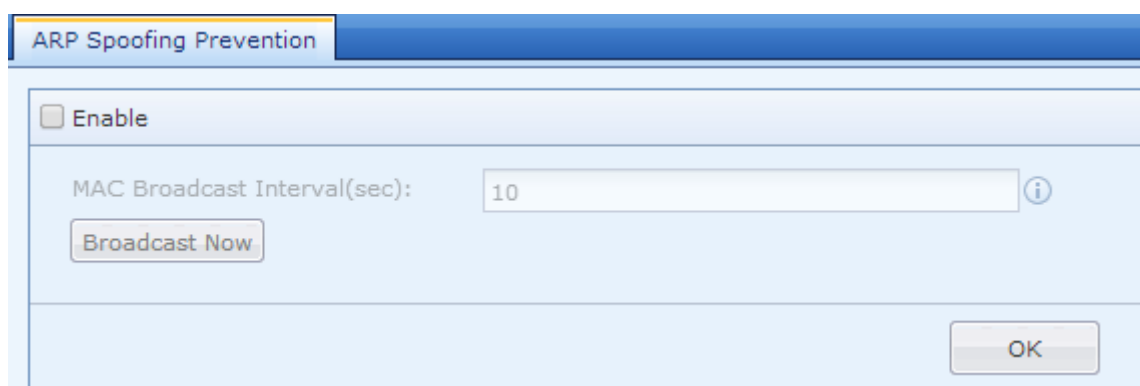 ARP Spoofing Prevention
Enable
MAC Broadcast Interval(sec): 10
Broadcast Now
OK